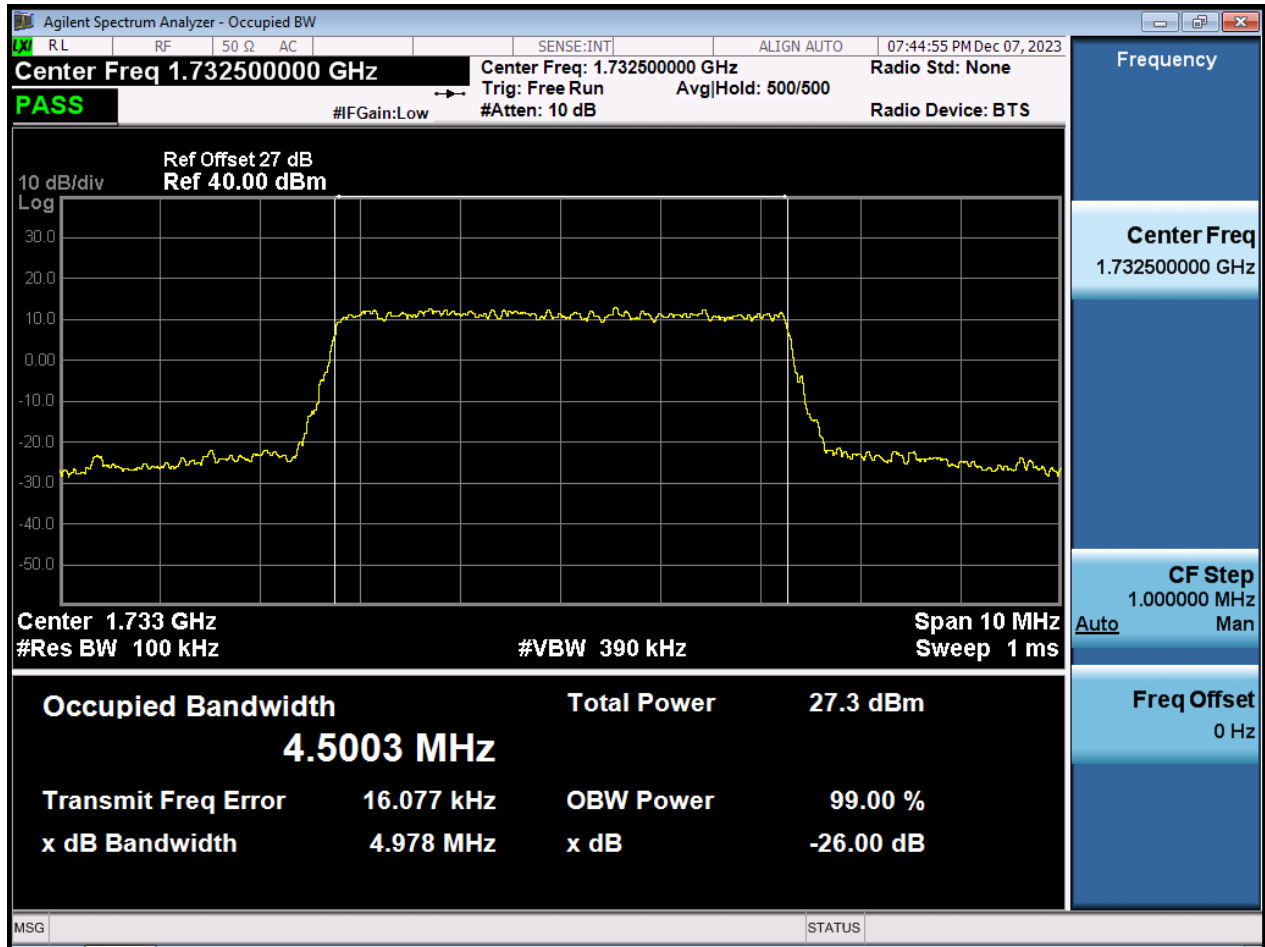 Agilent Spectrum Analyzer - Occupied BW
LXI RL RF 50 Ω AC SENSE:INT ALIGN AUTO 07:44:55 PM Dec 07, 2023
Center Freq 1.732500000 GHz
PASS
#IFGain:Low
Center Freq: 1.732500000 GHz
Trig: Free Run Avg|Hold: 500/500
#Atten: 10 dB
Radio Std: None
Radio Device: BTS
Ref Offset 27 dB
10 dB/div Ref 40.00 dBm
Log
30.0
20.0
10.0
0.00
-10.0
-20.0
-30.0
-40.0
-50.0
Center 1.733 GHz Span 10 MHz
#Res BW 100 kHz #VBW 390 kHz Sweep 1 ms
Occupied Bandwidth Total Power 27.3 dBm
4.5003 MHz
Transmit Freq Error 16.077 kHz OBW Power 99.00 %
x dB Bandwidth 4.978 MHz x dB -26.00 dB
MSG STATUS
Frequency
Center Freq
1.732500000 GHz
CF Step
1.000000 MHz
Auto Man
Freq Offset
0 Hz